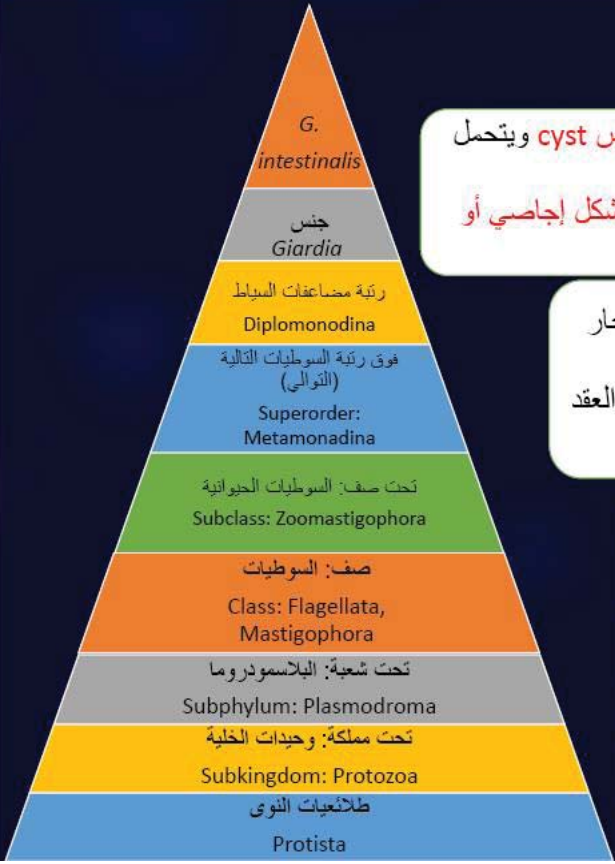 G.
intestinalis
جنس
Giardia
رتبة مضاعفات السياط
Diplomonodina
فوق رتبة السوطيات التالية
(التوالي)
Superorder:
Metamonadina
تحت صف: السوطيات الحيوانية
Subclass: Zoomastigophora
صف: السوطيات
Class: Flagellata,
Mastigophora
تحت شعبة: البلاسمودروما
Subphylum: Plasmodroma
تحت مملكة: وحيدات الخلية
Subkingdom: Protozoa
طلائعيات النوى
Protista
cyst ويتحمل
شكل إجاصي أو
العقد